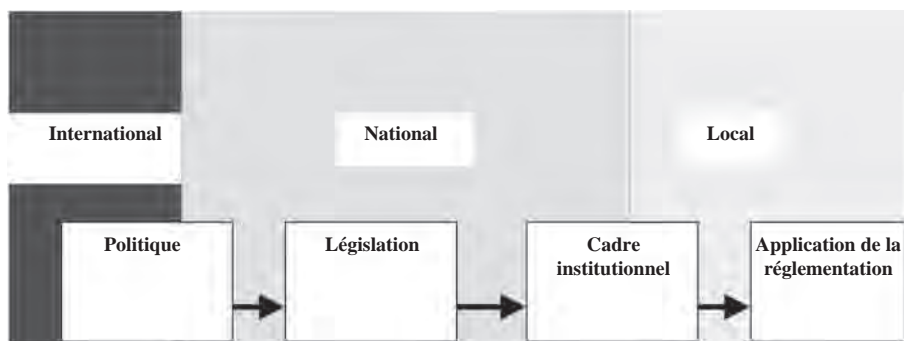 International
National
Local
Politique
Législation
Cadre
institutionnel
Application de la
réglementation